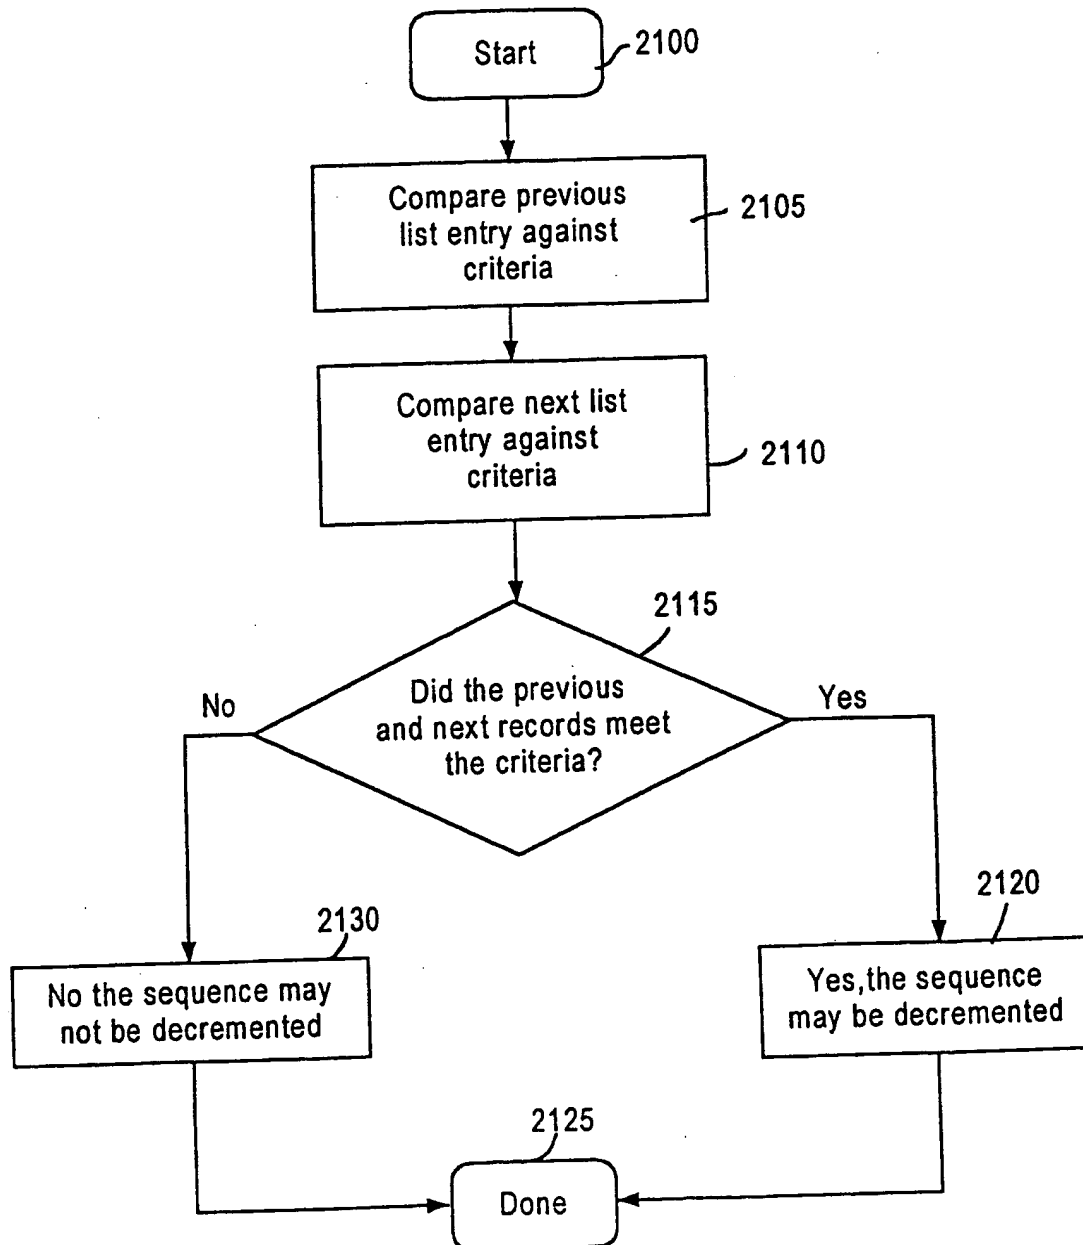 Start
2100
Compare previous
list entry against
criteria
2105
Compare next list
entry against
criteria
2110
2115
Did the previous
and next records meet
the criteria?
No
Yes
2130
No the sequence may
not be decremented
2120
Yes,the sequence
may be decremented
2125
Done